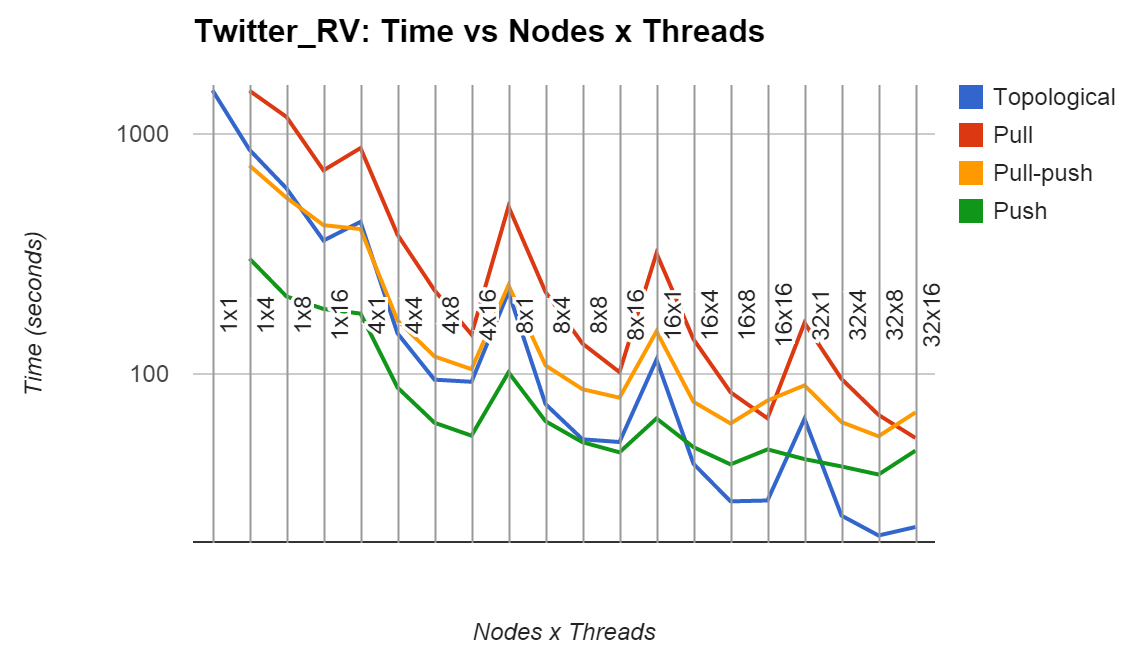 Twitter_RV: Time vs Nodes x Threads
Topological
Pull
Pull-push
Push
1000
100
Time (seconds)
1x1
1x4
1x8
1x16
4x1
4x4
4x8
4x16
8x1
8x4
8x8
8x16
16x1
16x4
16x8
16x16
32x1
32x4
32x8
32x16
Nodes x Threads